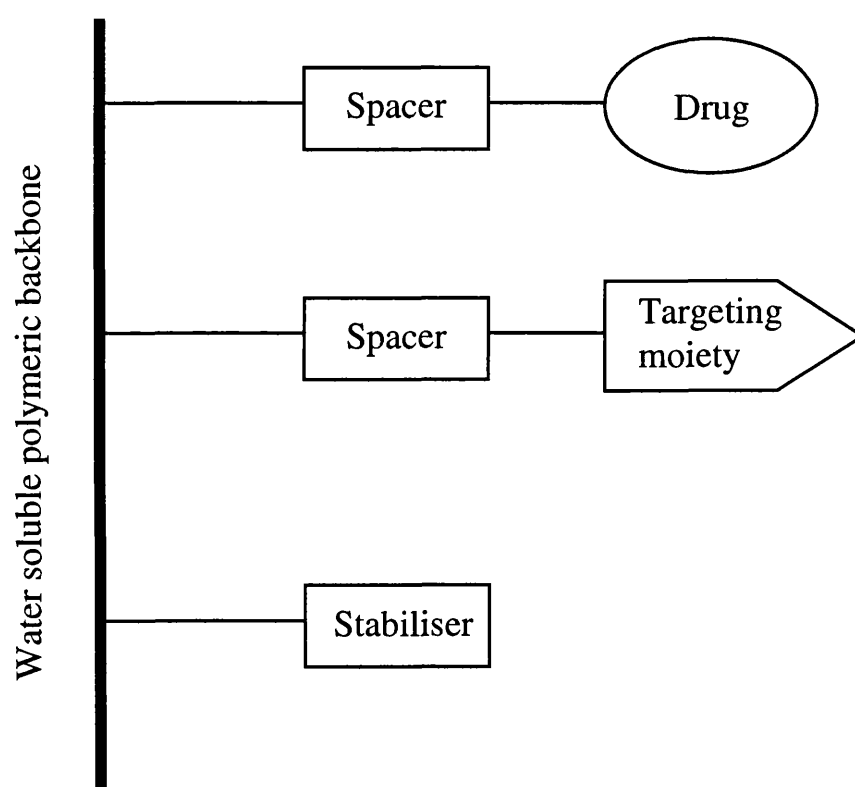 Water soluble polymeric backbone
Spacer
Drug
Spacer
Targeting
moiety
Stabiliser